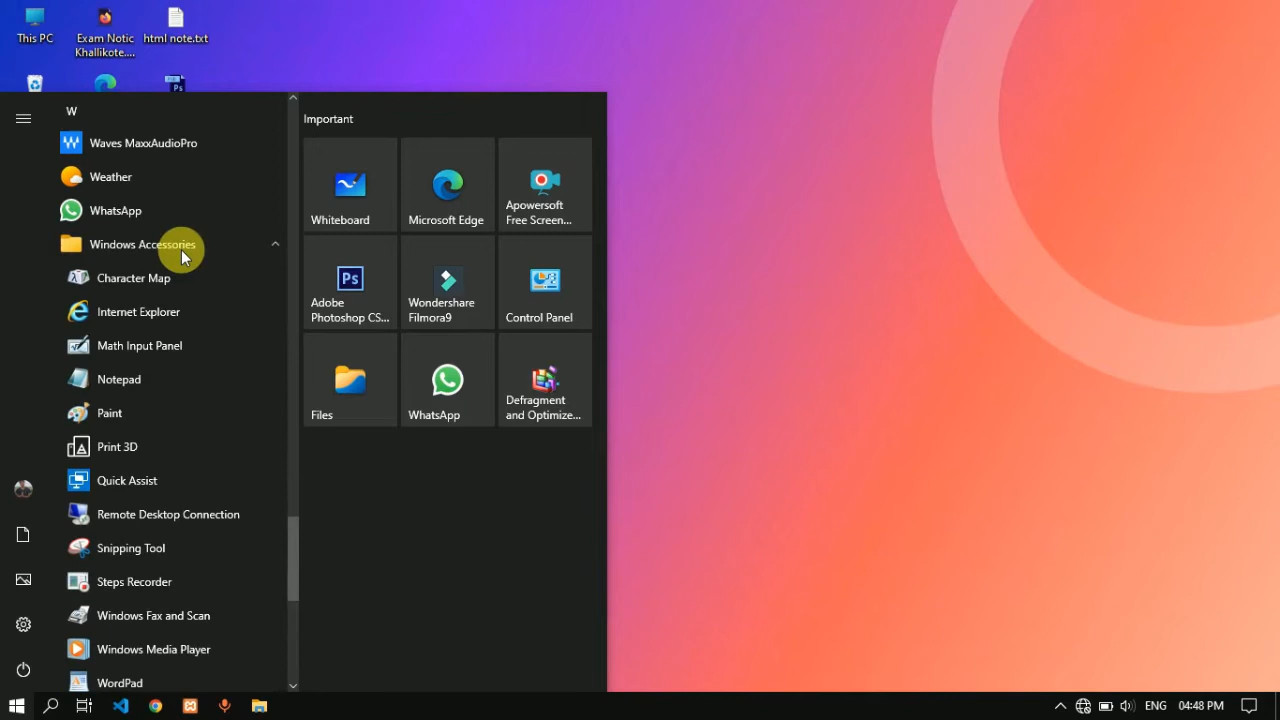 This PC
Exam Notic
Khallikote....
html note.txt
Ps
W
Waves MaxxAudioPro
Weather
WhatsApp
Windows Accessories
Character Map
Internet Explorer
Math Input Panel
Notepad
Paint
Print 3D
Quick Assist
Remote Desktop Connection
Snipping Tool
Steps Recorder
Windows Fax and Scan
Windows Media Player
WordPad
Important
Whiteboard
Microsoft Edge
Apowersoft
Free Screen...
Ps
Adobe
Photoshop CS...
Wondershare
Filmora9
Control Panel
Files
WhatsApp
Defragment
and Optimize...
ENG
04:48 PM